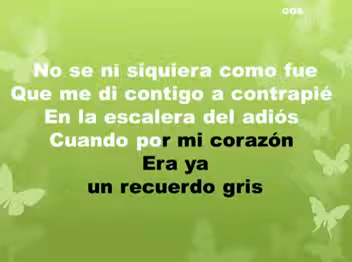 COS
No se ni siquiera como fue
Que me di contigo a contrapié
En la escalera del adiós
Cuando por mi corazón
Era ya
un recuerdo gris